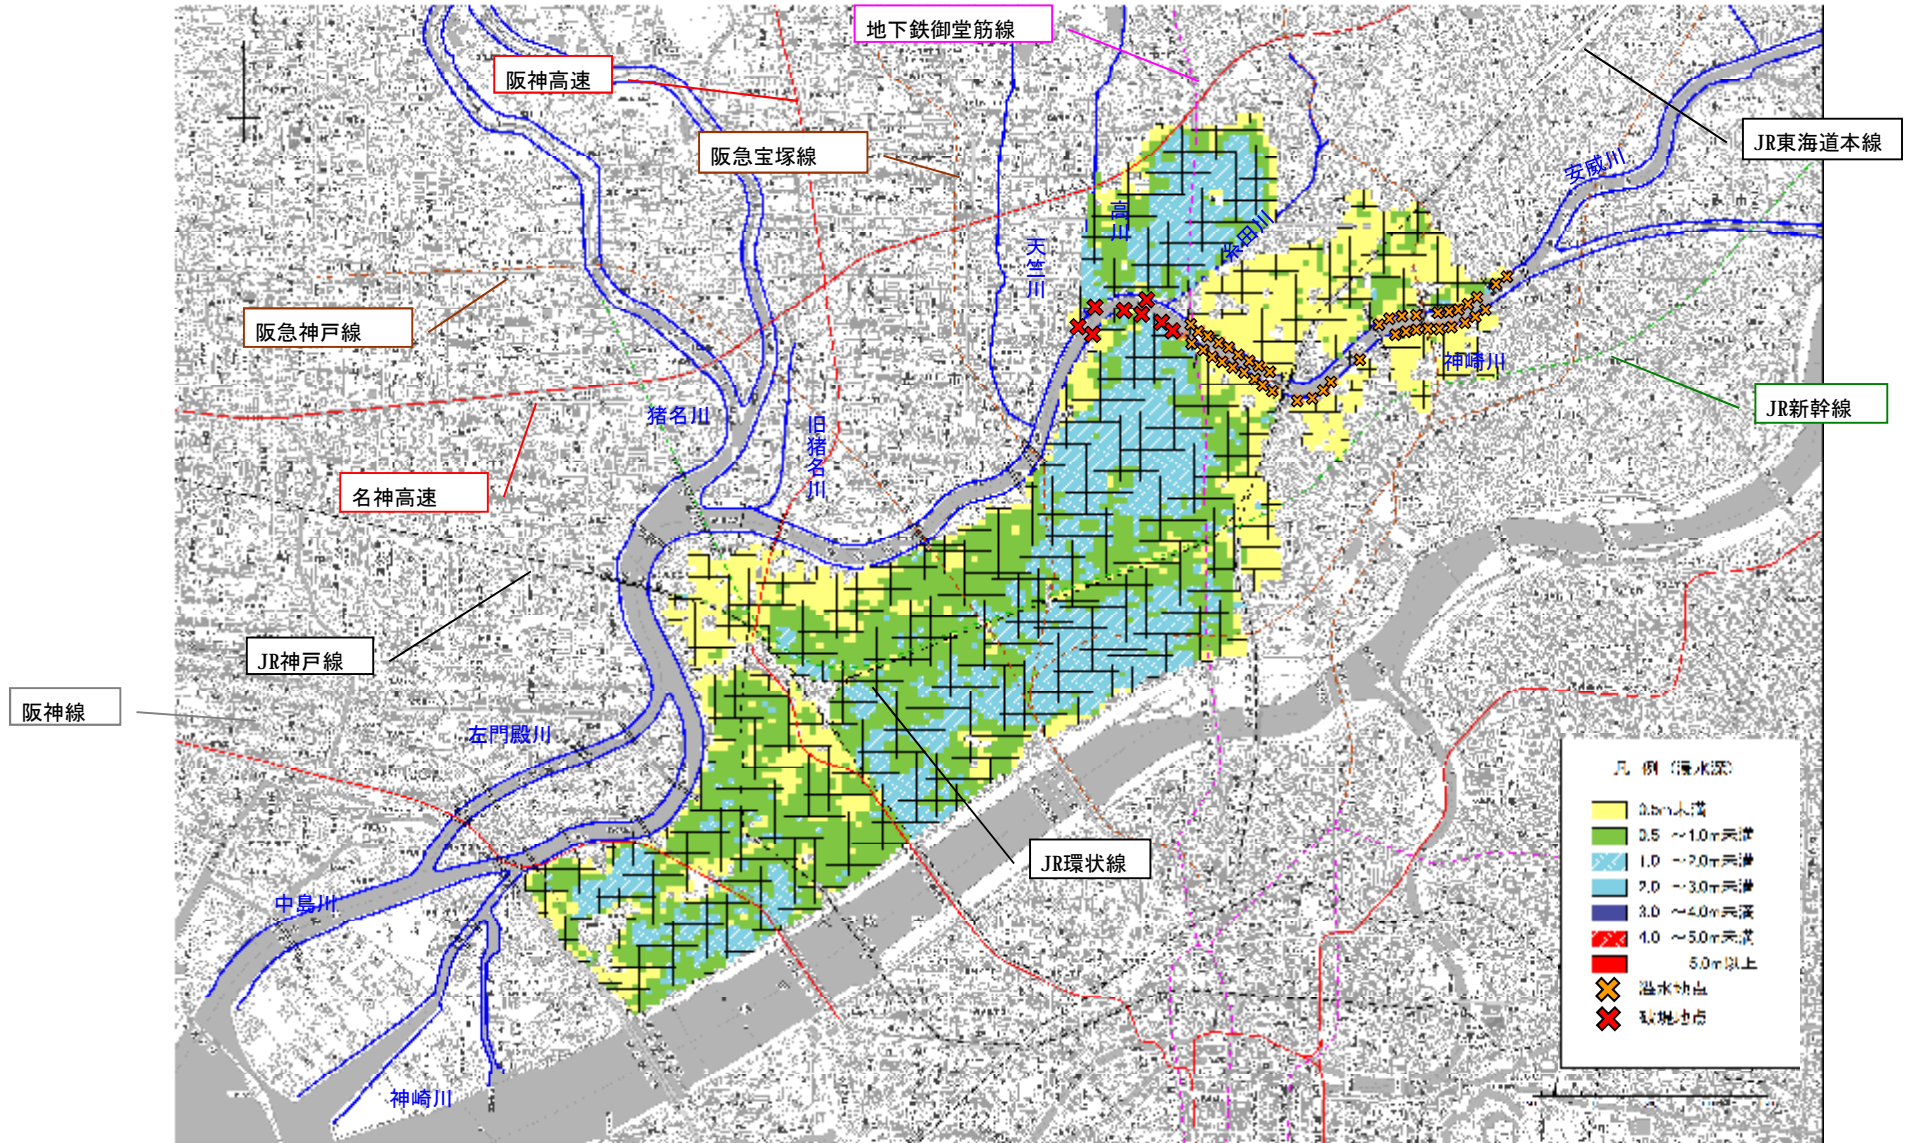 地下鉄御堂筋線
阪神高速
JR東海道本線
阪急宝塚線
安威川
高川
糸田川
天竺川
阪急神戸線
神崎川
JR新幹線
猪名川
旧猪名川
名神高速
JR神戸線
阪神線
左門殿川
凡 例 (浸水深)
0.5m未満
0.5 ~1.0m未満
1.0 ~2.0m未満
2.0 ~3.0m未満
3.0 ~4.0m未満
4.0 ~5.0m未満
5.0m以上
溢水地点
破堤地点
JR環状線
中島川
神崎川